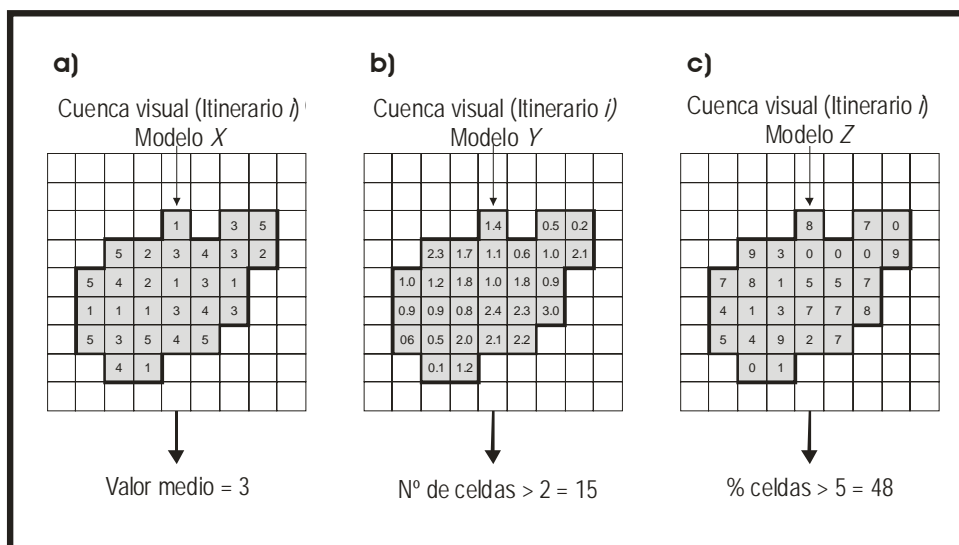 a)
Cuenca visual (Itinerario i)
Modelo X
1 3 5
5 2 3 4 3 2
5 4 2 1 3 1
1 1 1 3 4 3
5 3 5 4 5
4 1
Valor medio = 3
b)
Cuenca visual (Itinerario i)
Modelo Y
1.4 0.5 0.2
2.3 1.7 1.1 0.6 1.0 2.1
1.0 1.2 1.8 1.0 1.8 0.9
0.9 0.9 0.8 2.4 2.3 3.0
06 0.5 2.0 2.1 2.2
0.1 1.2
Nº de celdas > 2 = 15
c)
Cuenca visual (Itinerario i)
Modelo Z
8 7 0
9 3 0 0 0 9
7 8 1 5 5 7
4 1 3 7 7 8
5 4 9 2 7
0 1
% celdas > 5 = 48